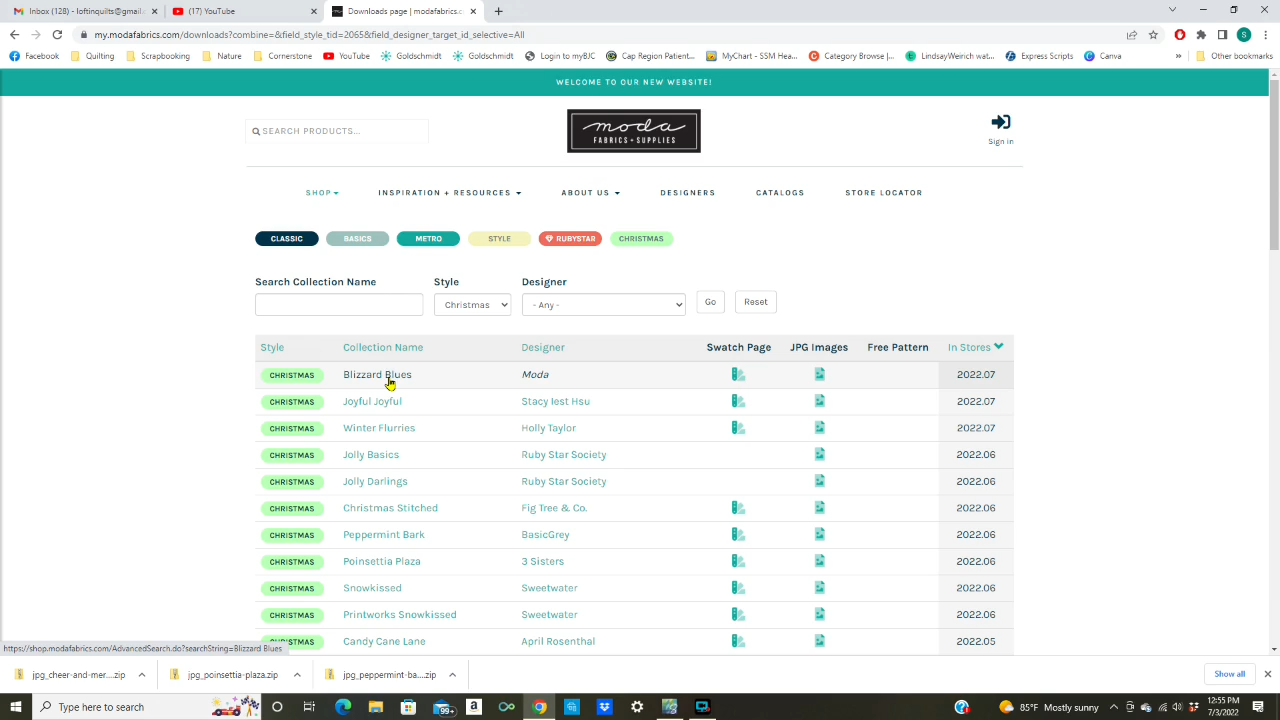 Inbox (128) - loftinquilts@gmail.c
(17) YouTube
downloads | my.modafabrics.com
my.modafabrics.com/downloads?combine=&field_style_tid=2065&field_designer_target_id_selective=All
Facebook Quilting Scrapbooking Nature Cornerstone YouTube Goldschmidt Goldschmidt Login to myBJC Cap Region Patient... MyChart - SSM Hea... Category Browse |... LindsayWeirich wat... Express Scripts Canva » Other bookmarks
WELCOME TO OUR NEW WEBSITE!
SEARCH PRODUCTS...
moda
FABRICS + SUPPLIES
Sign in
SHOP INSPIRATION + RESOURCES ABOUT US DESIGNERS CATALOGS STORE LOCATOR
CLASSIC BASICS METRO STYLE RUBYSTAR CHRISTMAS
Search Collection Name Style Designer
Christmas - Any - Go Reset
Style Collection Name Designer Swatch Page JPG Images Free Pattern In Stores
CHRISTMAS Blizzard Blues Moda 2022.07
CHRISTMAS Joyful Joyful Stacy Iest Hsu 2022.07
CHRISTMAS Winter Flurries Holly Taylor 2022.07
CHRISTMAS Jolly Basics Ruby Star Society 2022.06
CHRISTMAS Jolly Darlings Ruby Star Society 2022.06
CHRISTMAS Christmas Stitched Fig Tree & Co. 2022.06
CHRISTMAS Peppermint Bark BasicGrey 2022.06
CHRISTMAS Poinsettia Plaza 3 Sisters 2022.06
CHRISTMAS Snowkissed Sweetwater 2022.06
CHRISTMAS Printworks Snowkissed Sweetwater 2022.06
CHRISTMAS Candy Cane Lane April Rosenthal 2022.05
https://shop.modafabrics.com/AdvancedSearch.do?searchString=Blizzard Blues
jpg_cheer-and-mer....zip jpg_poinsettia-plaza.zip jpg_peppermint-ba....zip Show all
Type here to search 99+ 85°F Mostly sunny 12:55 PM
7/3/2022